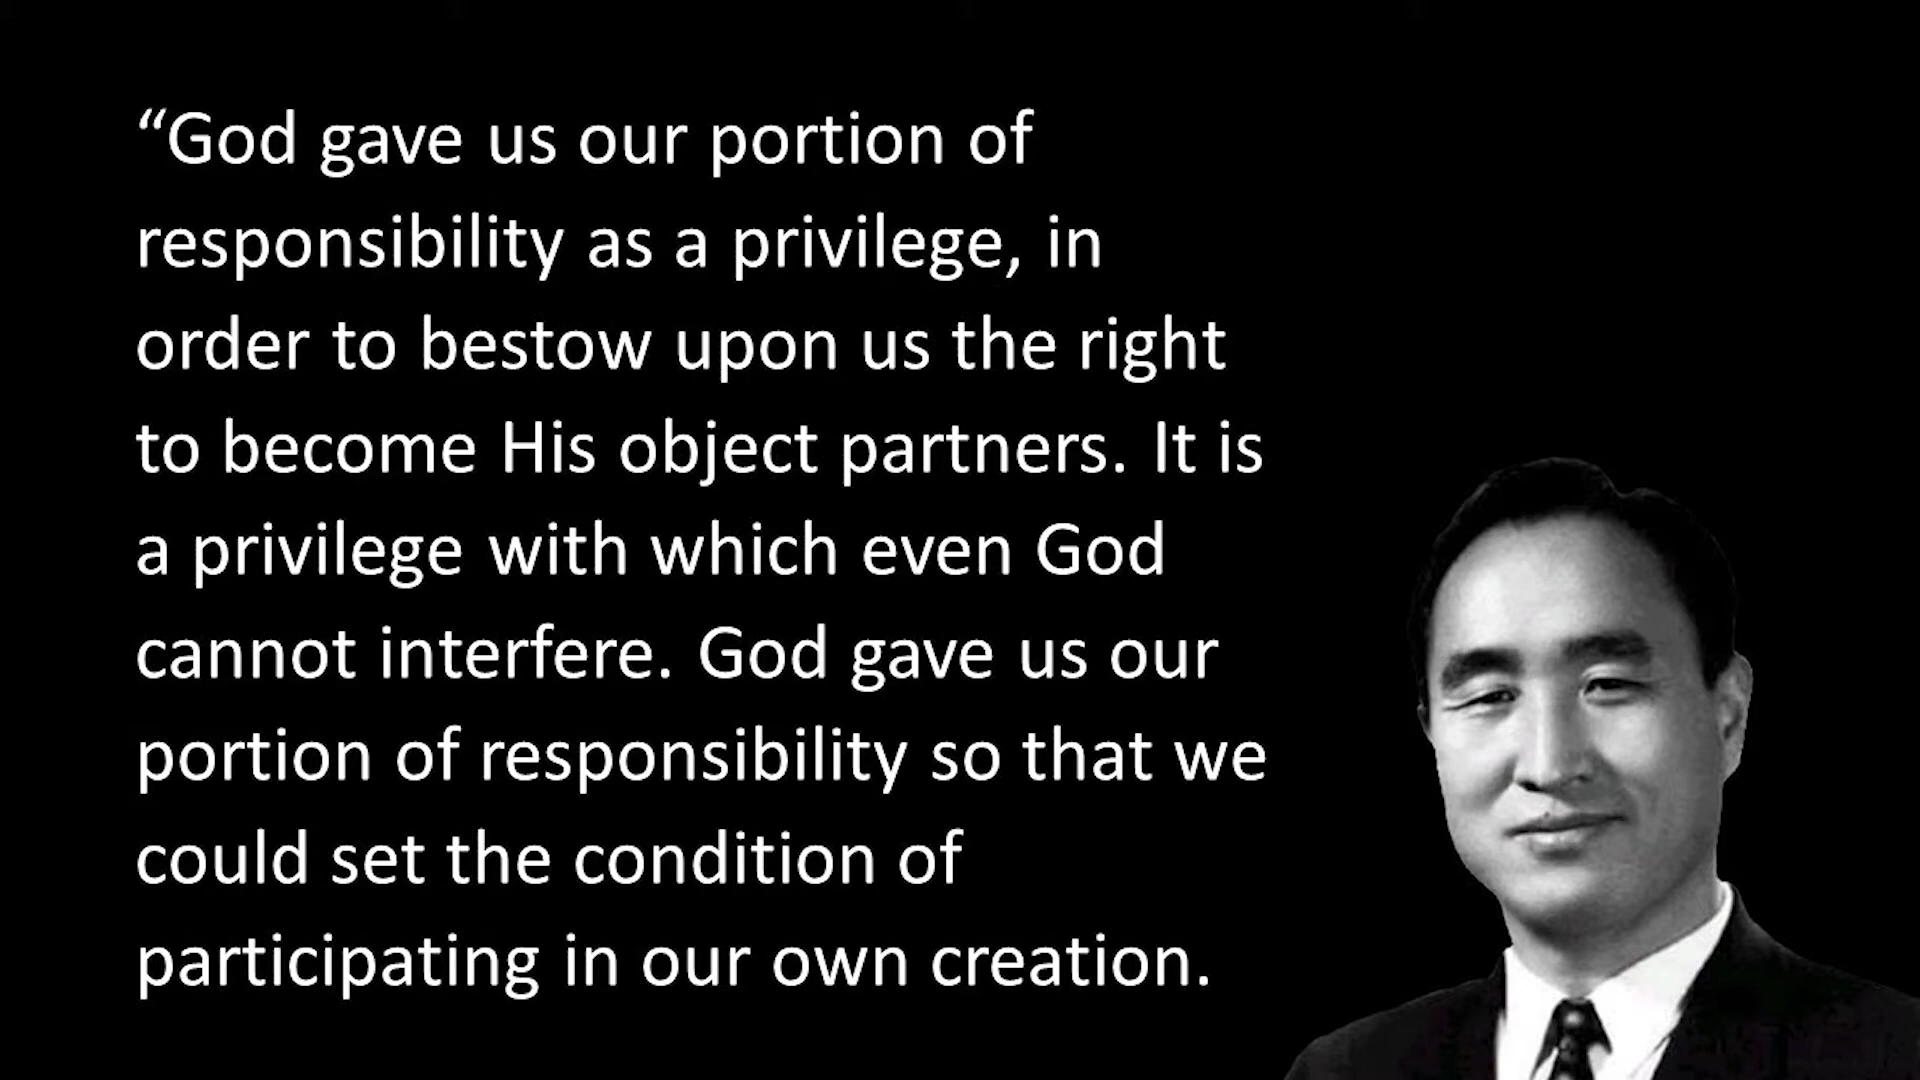 “God gave us our portion of
responsibility as a privilege, in
order to bestow upon us the right
to become His object partners. It is
a privilege with which even God
cannot interfere. God gave us our
portion of responsibility so that we
could set the condition of
participating in our own creation.